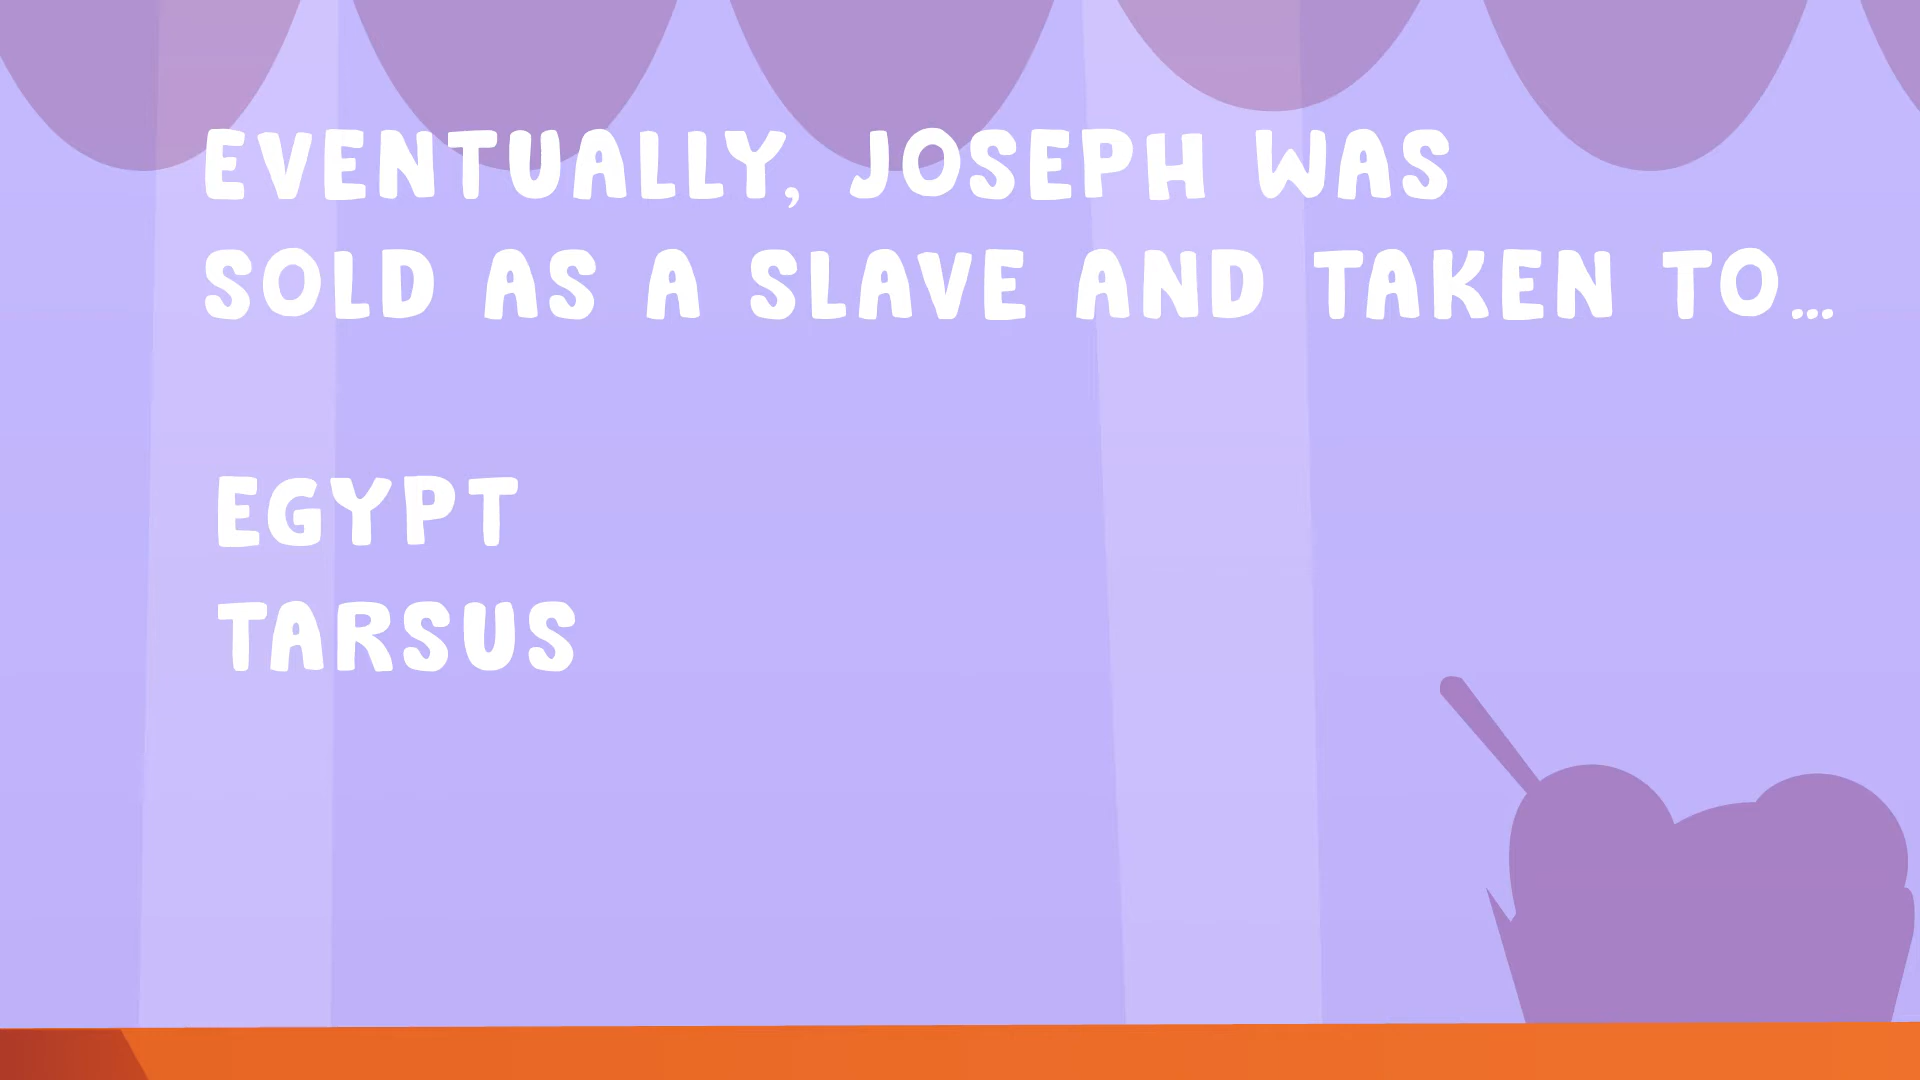 EVENTUALLY, JOSEPH WAS
SOLD AS A SLAVE AND TAKEN TO...
EGYPT
TARSUS